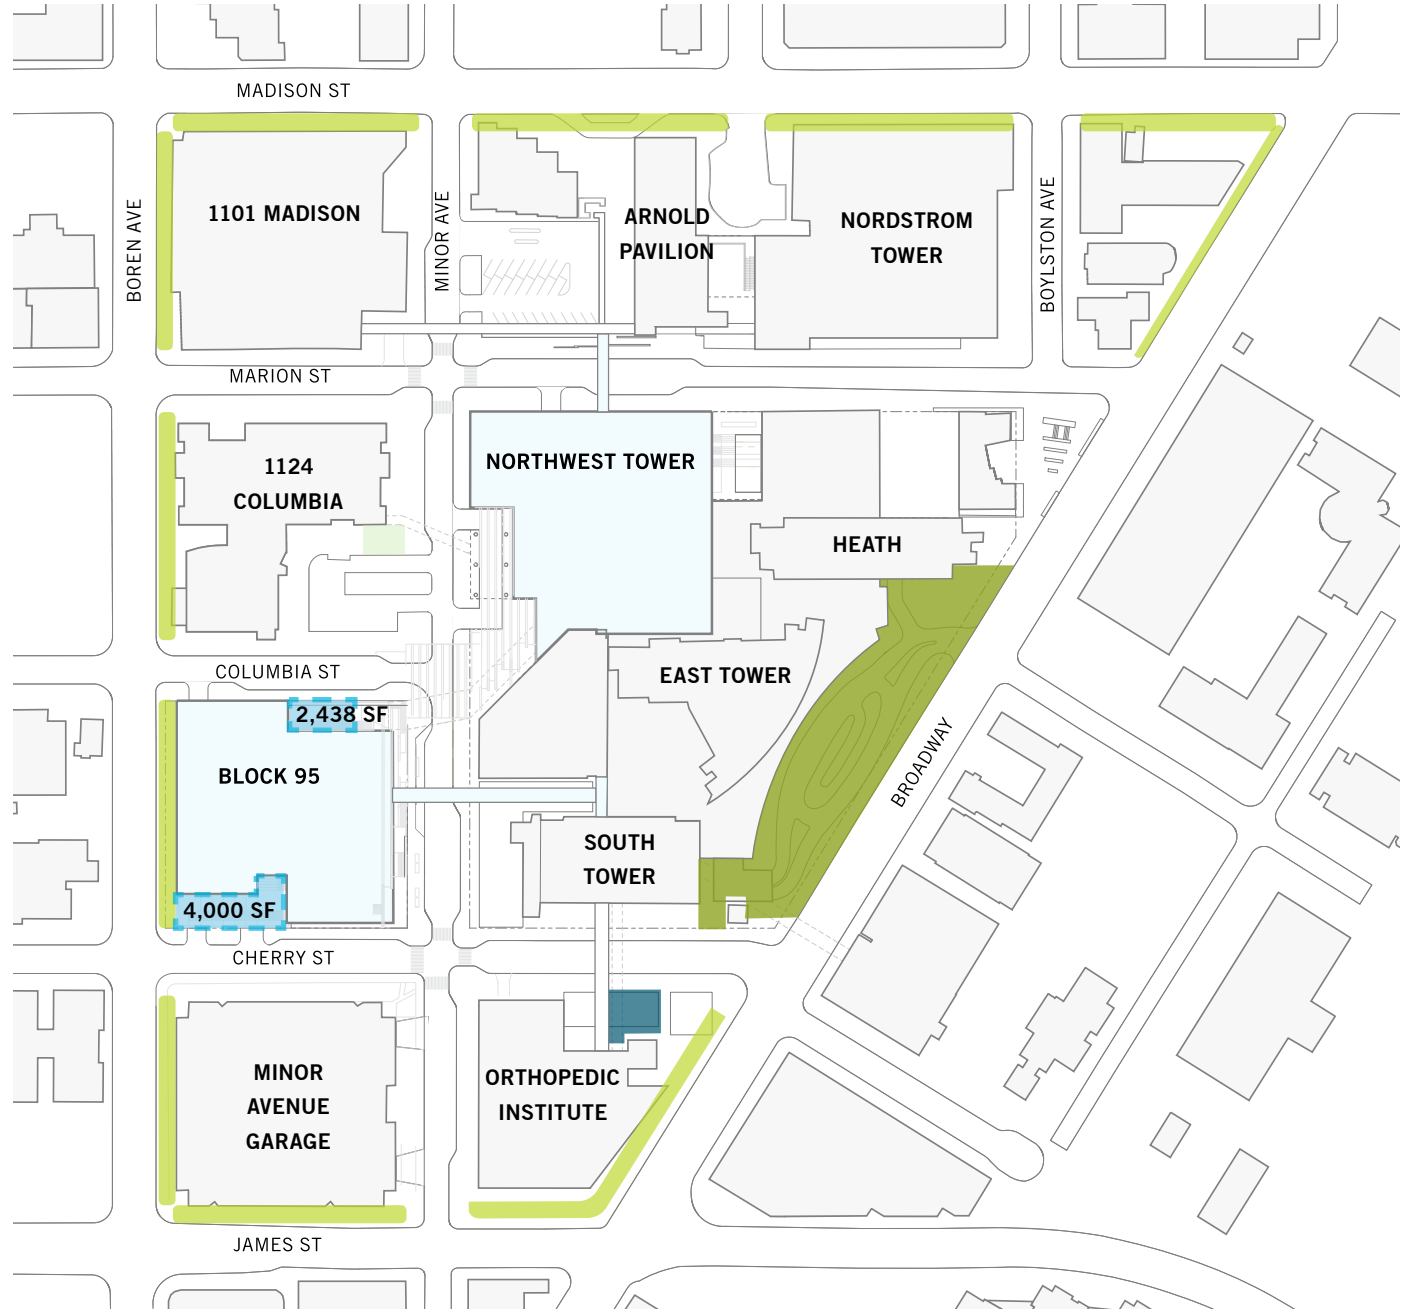 MADISON ST
BOREN AVE
1101 MADISON
MINOR AVE
ARNOLD
PAVILION
NORDSTROM
TOWER
BOYLSTON AVE
MARION ST
1124
COLUMBIA
NORTHWEST TOWER
HEATH
COLUMBIA ST
EAST TOWER
2,438 SF
BLOCK 95
BROADWAY
SOUTH
TOWER
4,000 SF
CHERRY ST
MINOR
AVENUE
GARAGE
ORTHOPEDIC
INSTITUTE
JAMES ST